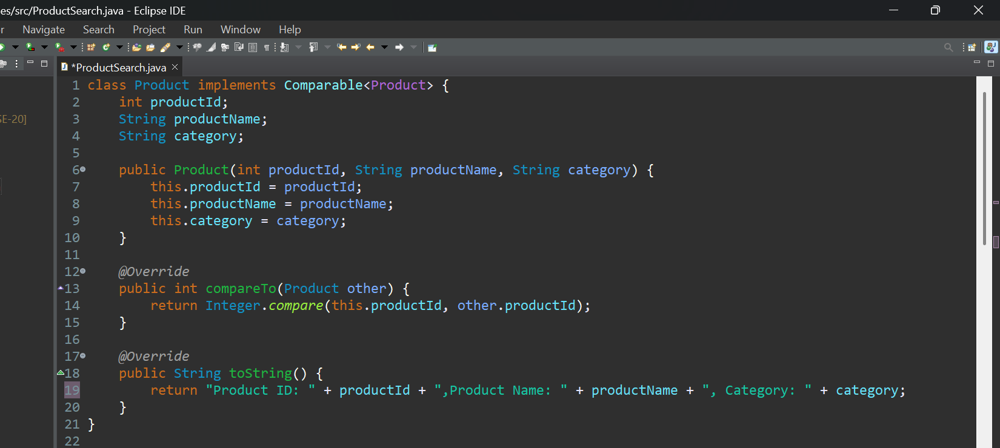 es/src/ProductSearch.java - Eclipse IDE
r Navigate Search Project Run Window Help
*ProductSearch.java
SE-20]
1 class Product implements Comparable<Product> {
2     int productId;
3     String productName;
4     String category;
5
6     public Product(int productId, String productName, String category) {
7         this.productId = productId;
8         this.productName = productName;
9         this.category = category;
10     }
11
12     @Override
13     public int compareTo(Product other) {
14         return Integer.compare(this.productId, other.productId);
15     }
16
17     @Override
18     public String toString() {
19         return "Product ID: " + productId + ",Product Name: " + productName + ", Category: " + category;
20     }
21 }
22